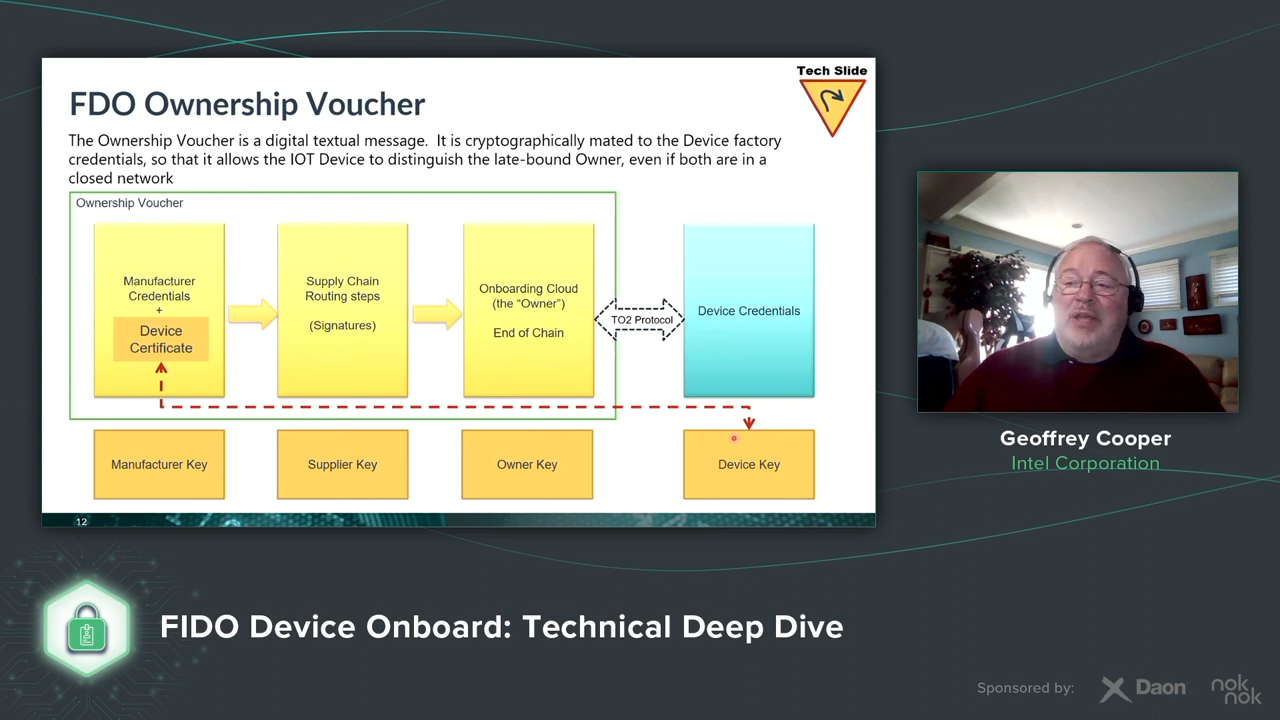 Tech Slide
FDO Ownership Voucher
The Ownership Voucher is a digital textual message. It is cryptographically mated to the Device factory
credentials, so that it allows the IOT Device to distinguish the late-bound Owner, even if both are in a
closed network
Ownership Voucher
Manufacturer
Credentials
+
Device
Certificate
Supply Chain
Routing steps
(Signatures)
Onboarding Cloud
(the “Owner”)
End of Chain
TO2 Protocol
Device Credentials
Manufacturer Key
Supplier Key
Owner Key
Device Key
12
Geoffrey Cooper
Intel Corporation
FIDO Device Onboard: Technical Deep Dive
Sponsored by:
Daon
nok
nok